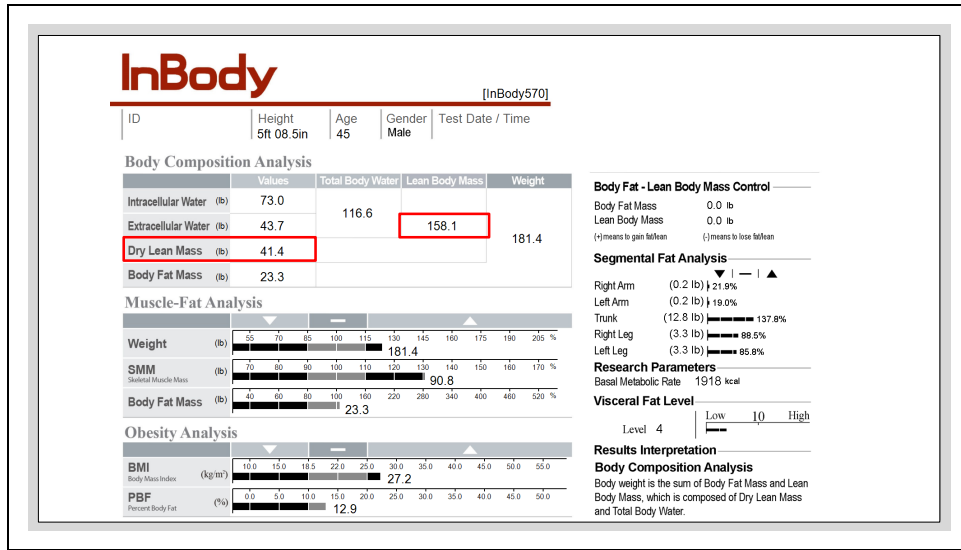 InBody
[InBody570]
ID Height Age Gender Test Date / Time
5ft 08.5in 45 Male
Body Composition Analysis
Values Total Body Water Lean Body Mass Weight
Intracellular Water (lb) 73.0
116.6
Extracellular Water (lb) 43.7 158.1
181.4
Dry Lean Mass (lb) 41.4
Body Fat Mass (lb) 23.3
Muscle-Fat Analysis
Weight (lb) 55 70 85 100 115 130 145 160 175 190 205 %
181.4
SMM (lb) 70 80 90 100 110 120 130 140 150 160 170 %
Skeletal Muscle Mass 90.8
Body Fat Mass (lb) 40 60 80 100 160 220 280 340 400 460 520 %
23.3
Obesity Analysis
BMI (kg/m²) 10.0 15.0 18.5 22.0 25.0 30.0 35.0 40.0 45.0 50.0 55.0
Body Mass Index 27.2
PBF (%) 0.0 5.0 10.0 15.0 20.0 25.0 30.0 35.0 40.0 45.0 50.0
Percent Body Fat 12.9
Body Fat - Lean Body Mass Control
Body Fat Mass 0.0 lb
Lean Body Mass 0.0 lb
(+) means to gain fat/lean (-) means to lose fat/lean
Segmental Fat Analysis
Right Arm (0.2 lb) 21.9%
Left Arm (0.2 lb) 19.0%
Trunk (12.8 lb) 137.8%
Right Leg (3.3 lb) 88.5%
Left Leg (3.3 lb) 85.8%
Research Parameters
Basal Metabolic Rate 1918 kcal
Visceral Fat Level
Low 10 High
Level 4
Results Interpretation
Body Composition Analysis
Body weight is the sum of Body Fat Mass and Lean
Body Mass, which is composed of Dry Lean Mass
and Total Body Water.